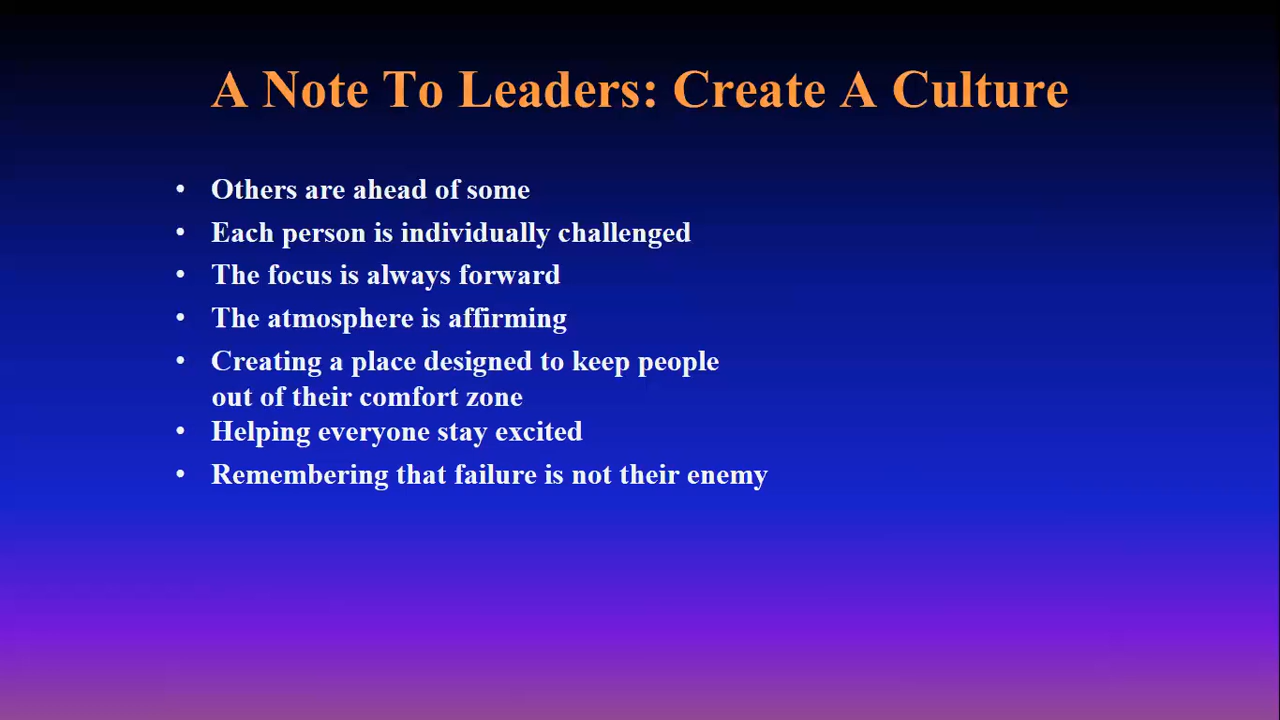 A Note To Leaders: Create A Culture
• Others are ahead of some
• Each person is individually challenged
• The focus is always forward
• The atmosphere is affirming
• Creating a place designed to keep people
out of their comfort zone
• Helping everyone stay excited
• Remembering that failure is not their enemy